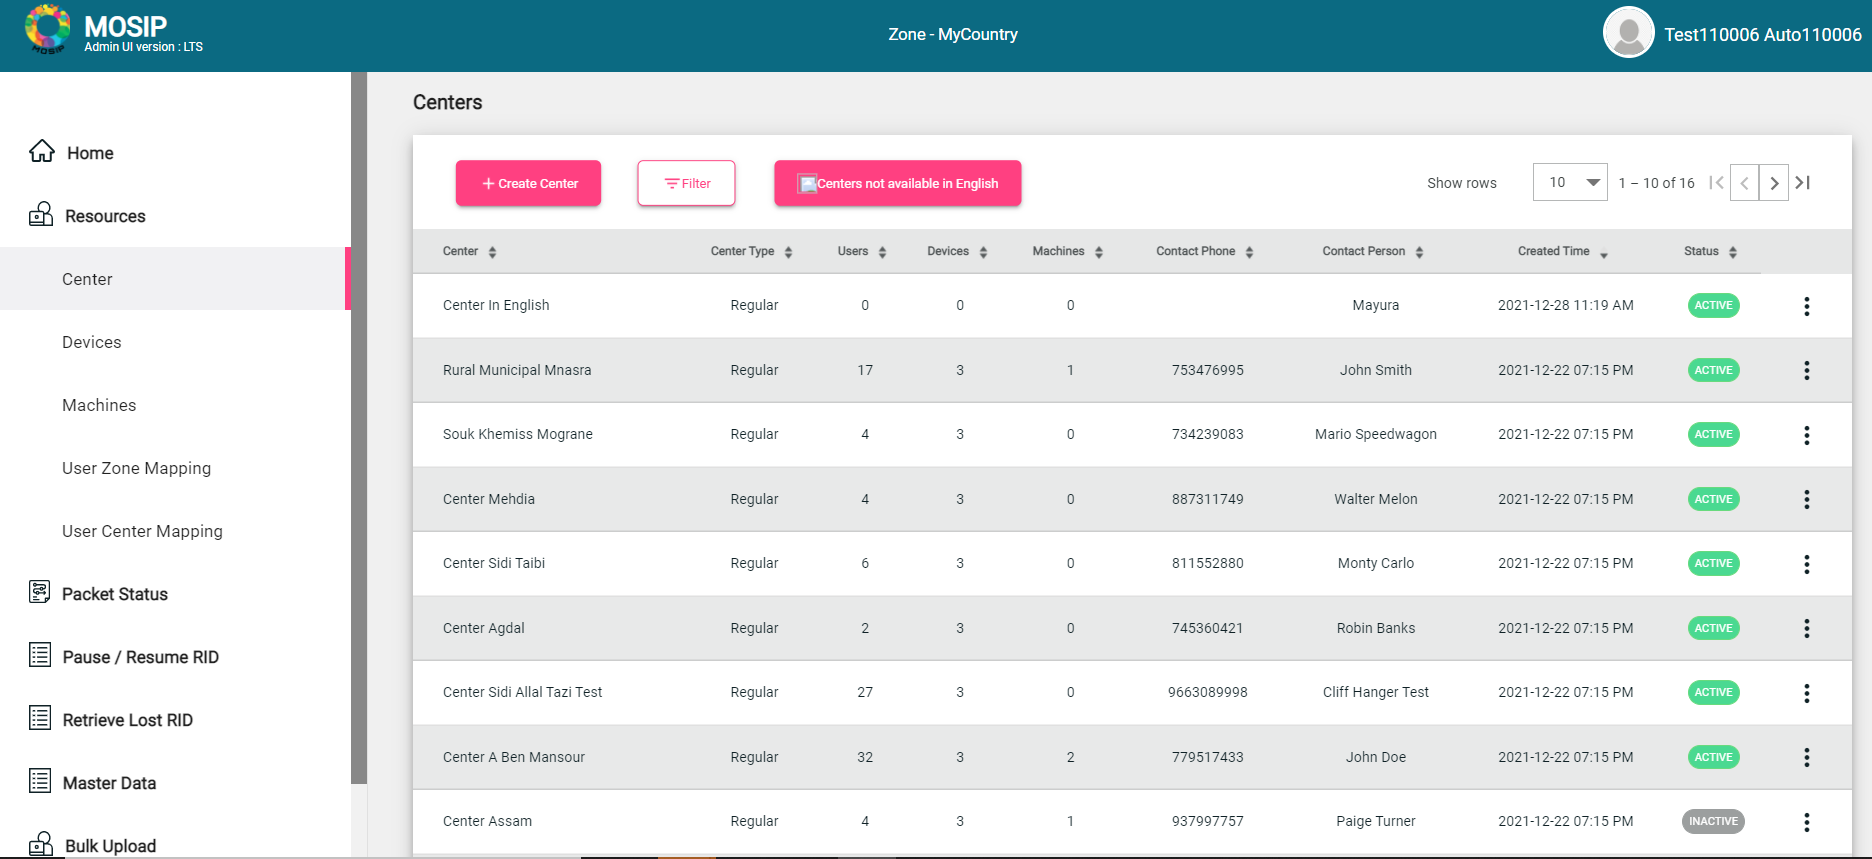 MOSIP
Admin UI version : LTS
MOSIP
Zone - MyCountry
Test110006 Auto110006
Home
Resources
Center
Devices
Machines
User Zone Mapping
User Center Mapping
Packet Status
Pause / Resume RID
Retrieve Lost RID
Master Data
Bulk Upload
Centers
+ Create Center Filter Centers not available in English Show rows 10 1 – 10 of 16
Center Center Type Users Devices Machines Contact Phone Contact Person Created Time Status
Center In English Regular 0 0 0 Mayura 2021-12-28 11:19 AM ACTIVE
Rural Municipal Mnasra Regular 17 3 1 753476995 John Smith 2021-12-22 07:15 PM ACTIVE
Souk Khemiss Mograne Regular 4 3 0 734239083 Mario Speedwagon 2021-12-22 07:15 PM ACTIVE
Center Mehdia Regular 4 3 0 887311749 Walter Melon 2021-12-22 07:15 PM ACTIVE
Center Sidi Taibi Regular 6 3 0 811552880 Monty Carlo 2021-12-22 07:15 PM ACTIVE
Center Agdal Regular 2 3 0 745360421 Robin Banks 2021-12-22 07:15 PM ACTIVE
Center Sidi Allal Tazi Test Regular 27 3 0 9663089998 Cliff Hanger Test 2021-12-22 07:15 PM ACTIVE
Center A Ben Mansour Regular 32 3 2 779517433 John Doe 2021-12-22 07:15 PM ACTIVE
Center Assam Regular 4 3 1 937997757 Paige Turner 2021-12-22 07:15 PM INACTIVE